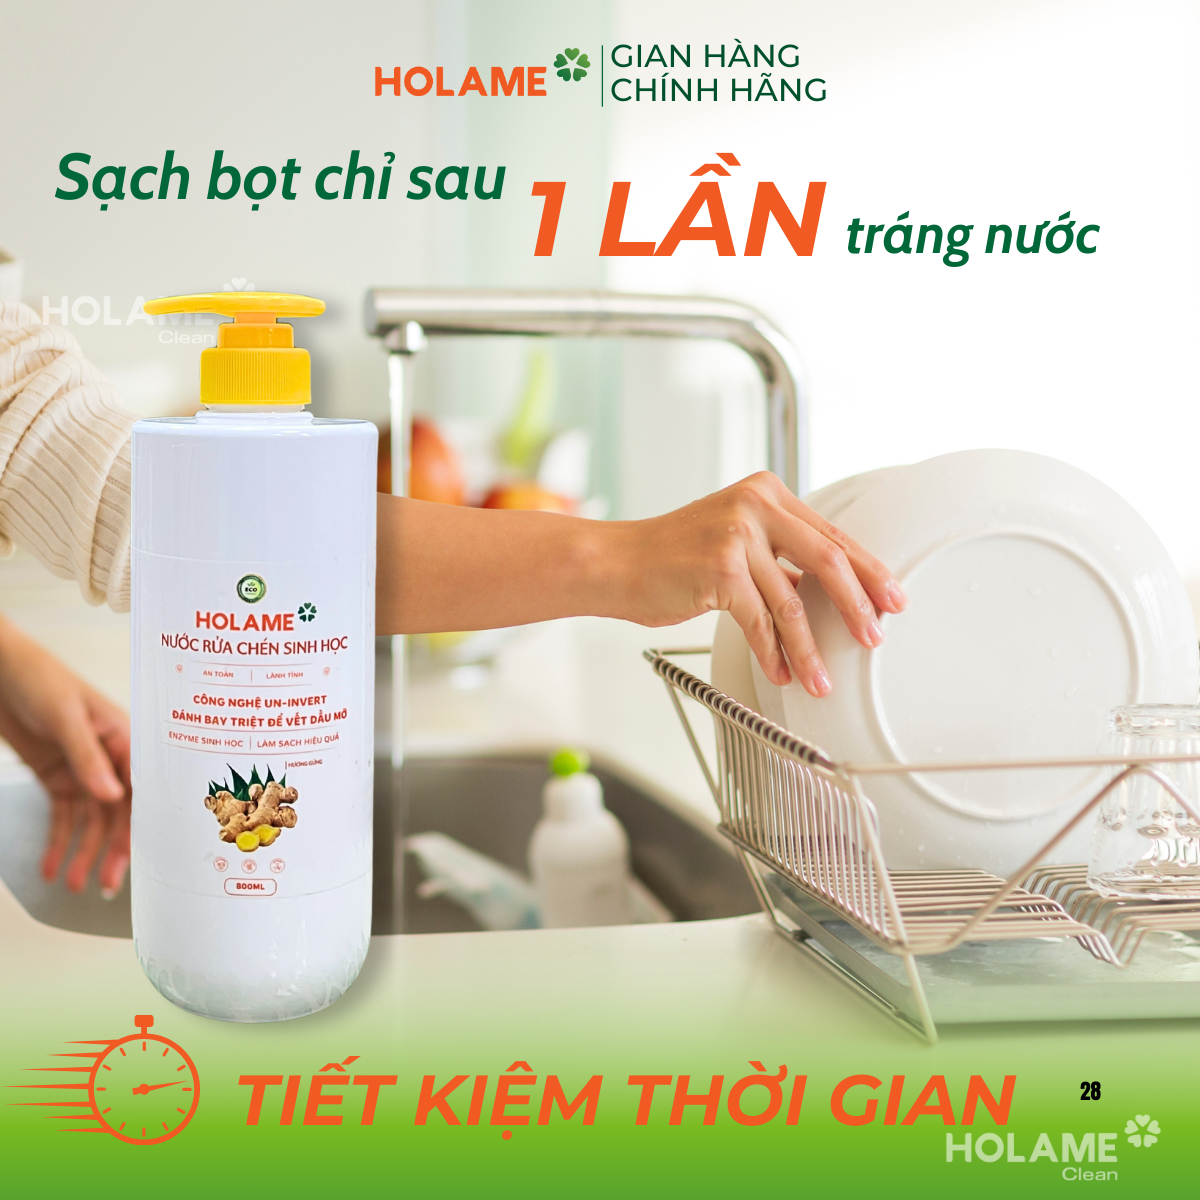 HOLAME
GIAN HÀNG
CHÍNH HÃNG
Sạch bọt chỉ sau
1 LẦN
tráng nước
HOLAME
Clean
ECO
HOLAME
NƯỚC RỬA CHÉN SINH HỌC
AN TOÀN | LÀNH TÍNH
CÔNG NGHỆ UN-INVERT
ĐÁNH BAY TRIỆT ĐỂ VẾT DẦU MỠ
ENZYME SINH HỌC | LÀM SẠCH HIỆU QUẢ
| HƯƠNG GỪNG
800ML
TIẾT KIỆM THỜI GIAN
28
HOLAME
Clean